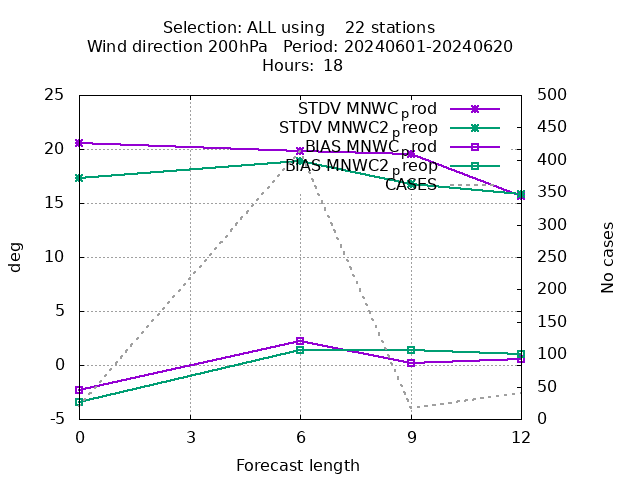 Selection: ALL using    22 stations
Wind direction 200hPa   Period: 20240601-20240620
Hours: 18
STDV MNWC_prod
STDV MNWC2_preop
BIAS MNWC_prod
BIAS MNWC2_preop
CASES
25
20
15
10
5
0
-5
deg
500
450
400
350
300
250
200
150
100
50
0
No cases
0 3 6 9 12
Forecast length